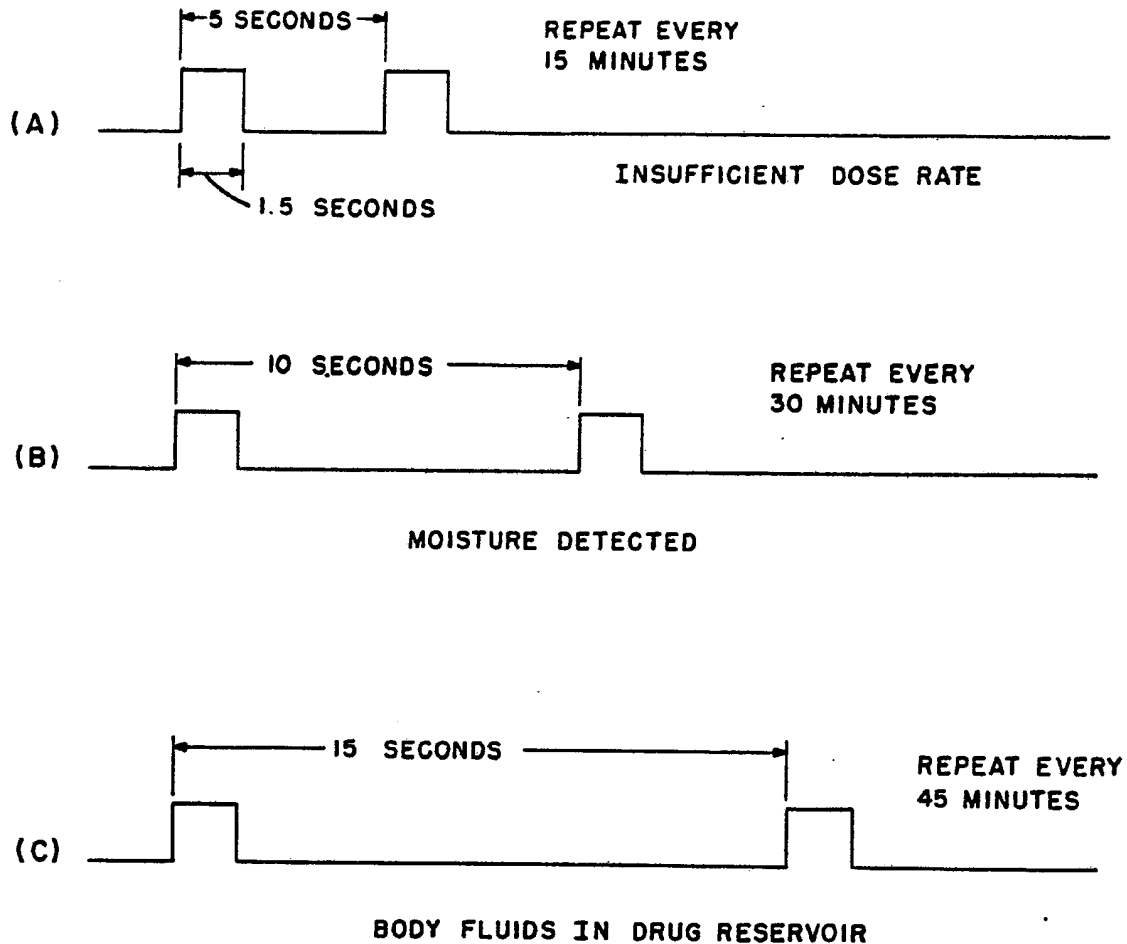 5 SECONDS
REPEAT EVERY
15 MINUTES
(A)
INSUFFICIENT DOSE RATE
1.5 SECONDS
10 SECONDS
REPEAT EVERY
30 MINUTES
(B)
MOISTURE DETECTED
15 SECONDS
REPEAT EVERY
45 MINUTES
(C)
BODY FLUIDS IN DRUG RESERVOIR